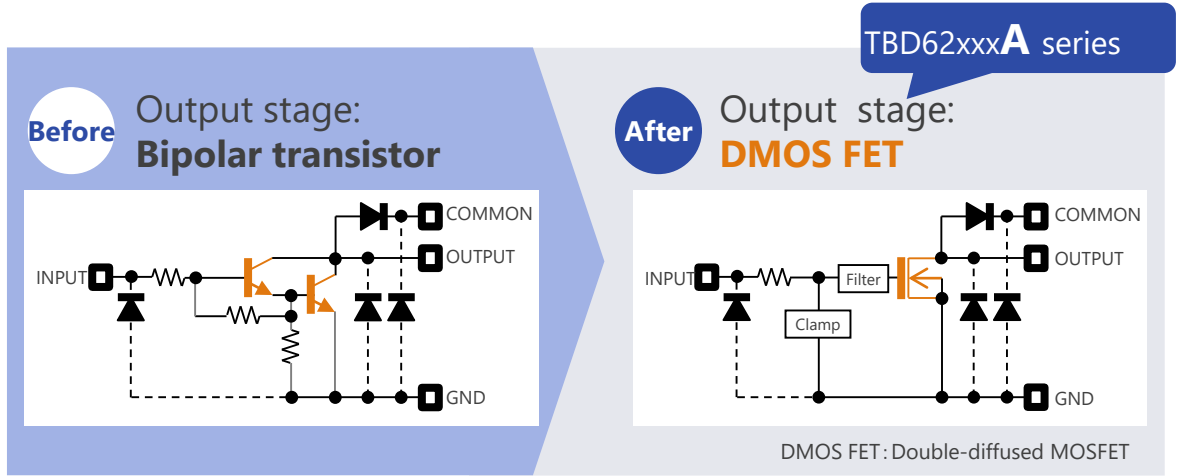 TBD62xxxA series
Before
Output stage:
Bipolar transistor
COMMON
OUTPUT
INPUT
GND
After
Output stage:
DMOS FET
COMMON
OUTPUT
INPUT
Filter
Clamp
GND
DMOS FET : Double-diffused MOSFET